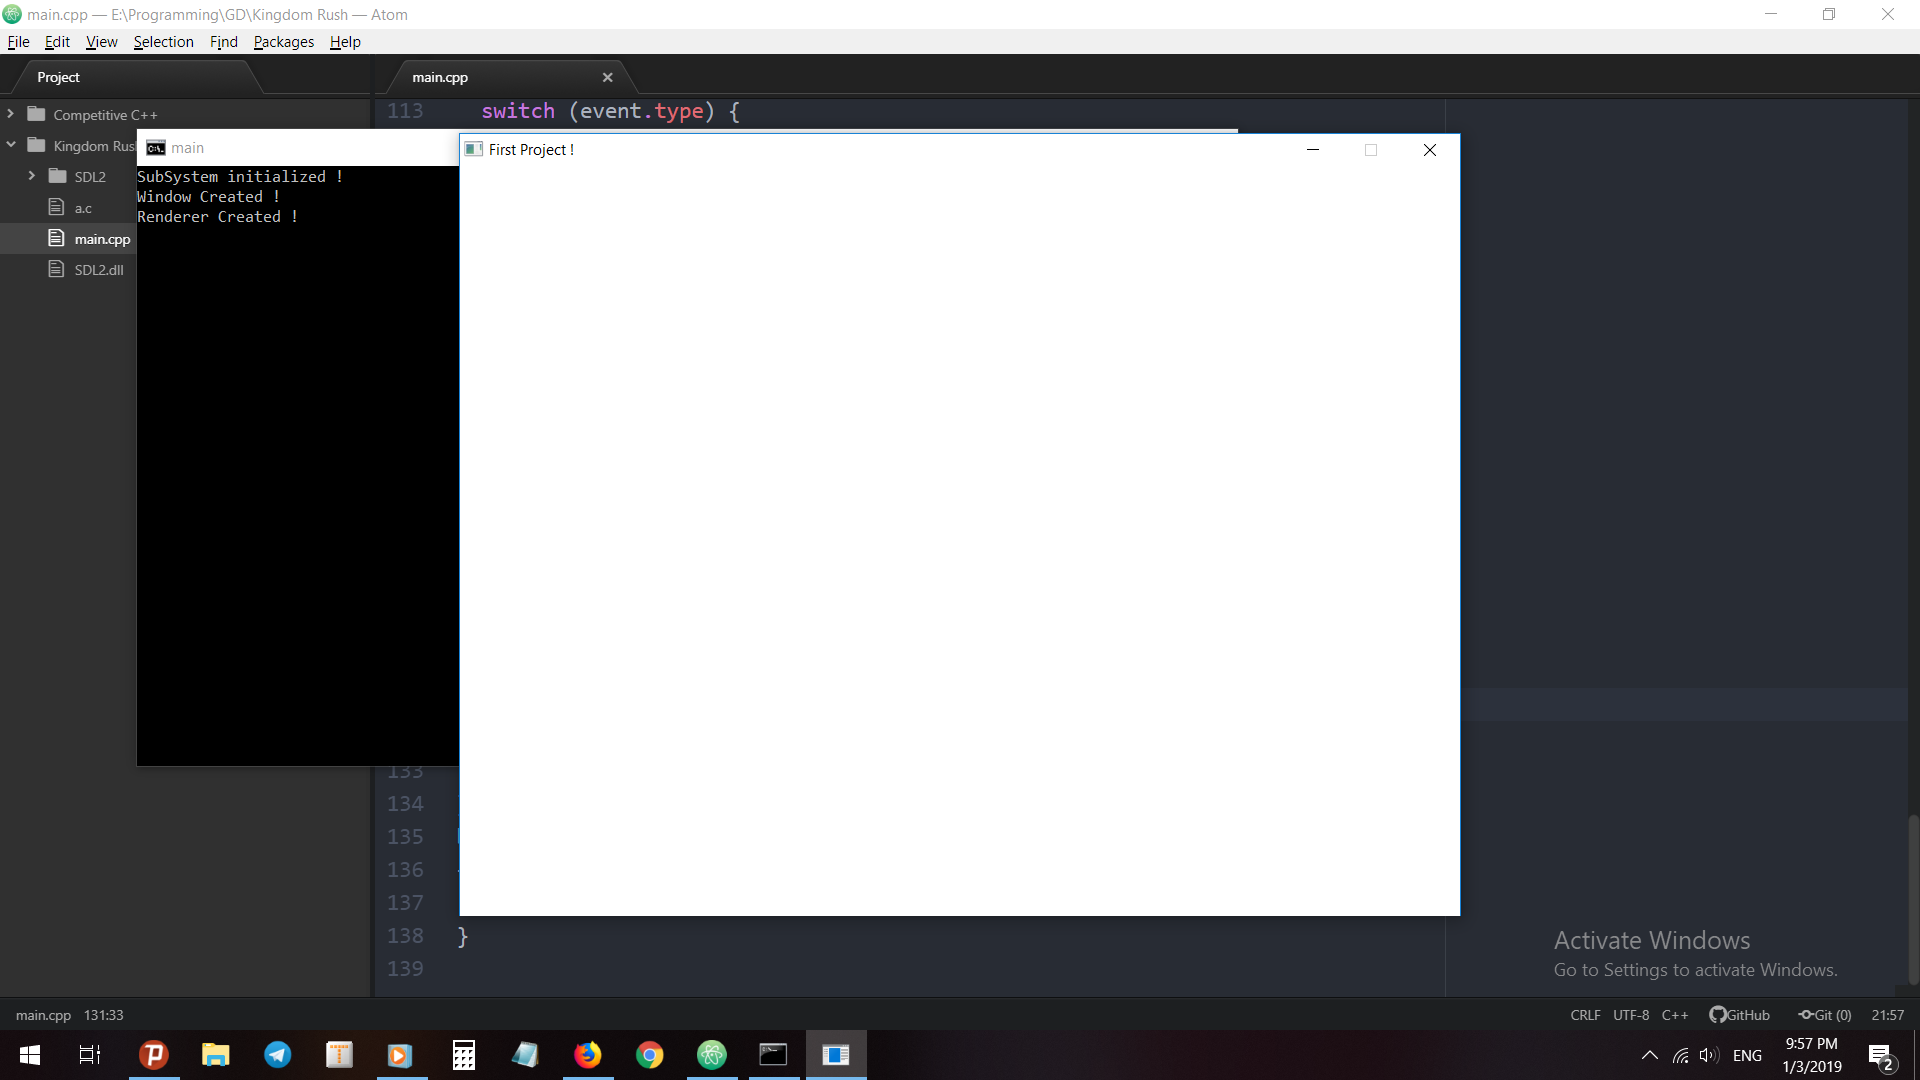 main.cpp — E:\Programming\GD\Kingdom Rush — Atom
File Edit View Selection Find Packages Help
Project
main.cpp
Competitive C++
Kingdom Rus
SDL2
a.c
main.cpp
SDL2.dll
113 switch (event.type) {
main
SubSystem initialized !
Window Created !
Renderer Created !
First Project !
133
134
135
136
137
138 }
139
Activate Windows
Go to Settings to activate Windows.
main.cpp 131:33
CRLF UTF-8 C++ GitHub Git (0) 21:57
ENG
9:57 PM
1/3/2019
2